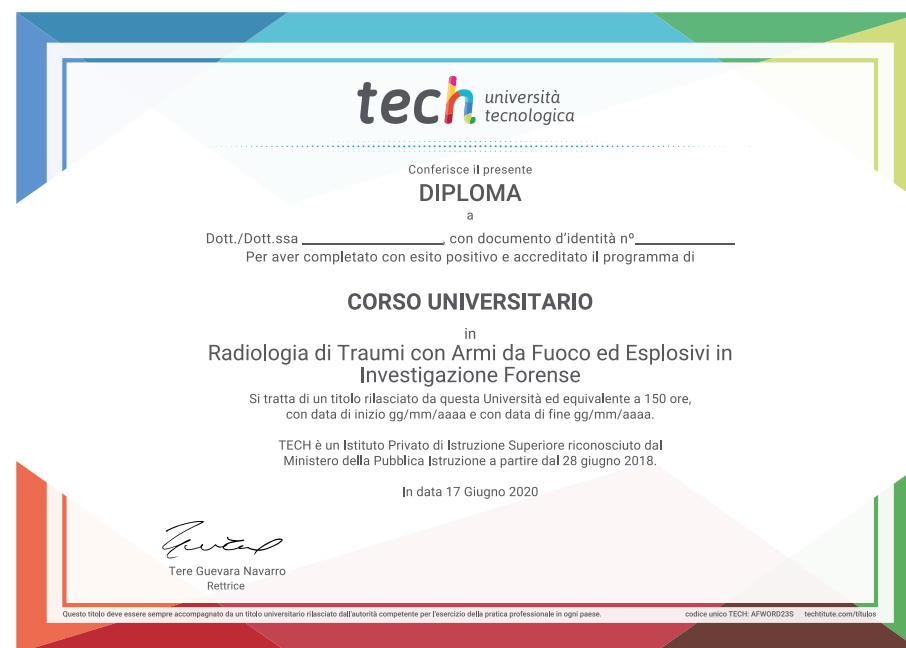 tech università
tecnologica
Conferisce il presente
DIPLOMA
a
Dott./Dott.ssa ____________________, con documento d'identità nº______________
Per aver completato con esito positivo e accreditato il programma di
CORSO UNIVERSITARIO
in
Radiologia di Traumi con Armi da Fuoco ed Esplosivi in
Investigazione Forense
Si tratta di un titolo rilasciato da questa Università ed equivalente a 150 ore,
con data di inizio gg/mm/aaaa e con data di fine gg/mm/aaaa.
TECH è un Istituto Privato di Istruzione Superiore riconosciuto dal
Ministero della Pubblica Istruzione a partire dal 28 giugno 2018.
In data 17 Giugno 2020
Tere Guevara Navarro
Rettrice
Questo titolo deve essere sempre accompagnato da un titolo universitario rilasciato dall'autorità competente per l'esercizio della pratica professionale in ogni paese. codice unico TECH: AFWORD23S techtitute.com/titulos